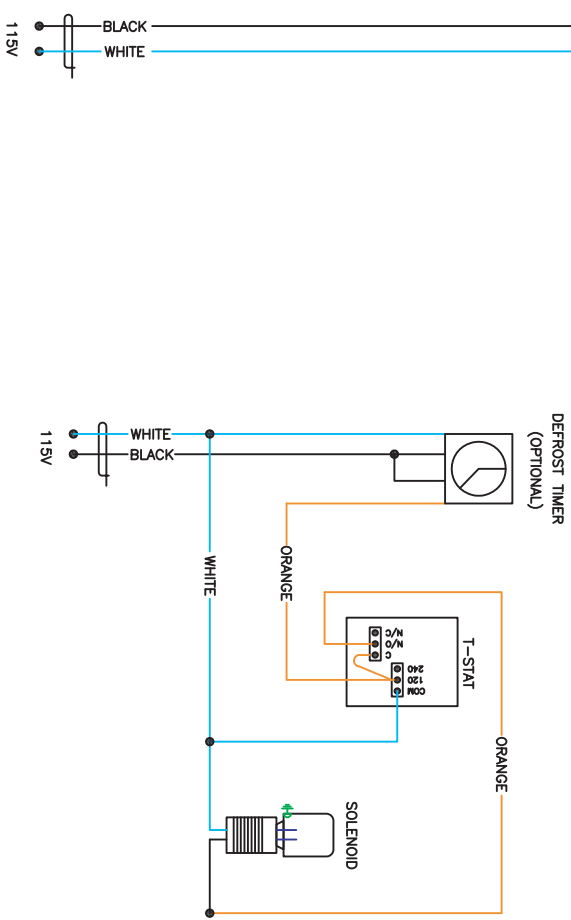 BLACK
WHITE
115V
DEFROST TIMER
(OPTIONAL)
WHITE
BLACK
115V
ORANGE
WHITE
T-STAT
N/C
N/O
C
240
120
COM
ORANGE
SOLENOID